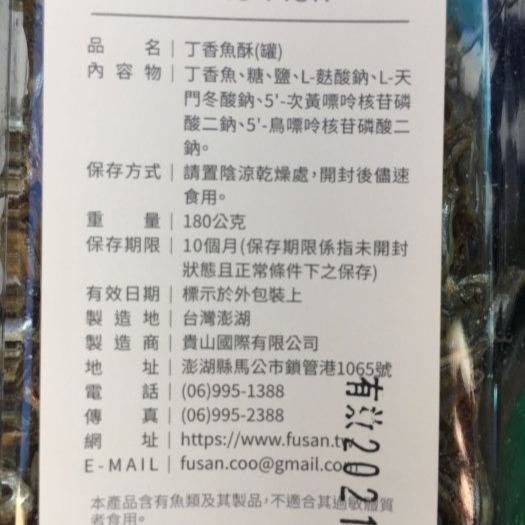 品名 丁香魚酥(罐)
內容物 丁香魚、糖、鹽、L-麩酸鈉、L-天
門冬酸鈉、5'-次黃嘌呤核苷磷
酸二鈉、5'-鳥嘌呤核苷磷酸二
鈉。
保存方式 請置陰涼乾燥處,開封後儘速
食用。
重量 180公克
保存期限 10個月(保存期限係指未開封
狀態且正常條件下之保存)
有效日期 標示於外包裝上
製造地 台灣澎湖
製造商 貴山國際有限公司
地址 澎湖縣馬公市鎖管港1065號
電話 (06)995-1388
傳真 (06)995-2388
網址 https://www.fusan.tw
E-MAIL fusan.coo@gmail.com
本產品含有魚類及其製品,不適合其過敏體質
者食用。
2021